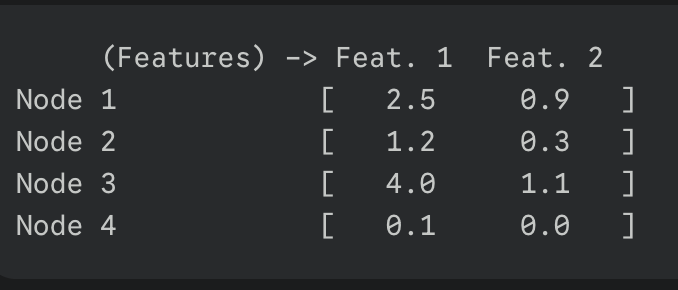 (Features) -> Feat. 1 Feat. 2
Node 1 [ 2.5 0.9 ]
Node 2 [ 1.2 0.3 ]
Node 3 [ 4.0 1.1 ]
Node 4 [ 0.1 0.0 ]